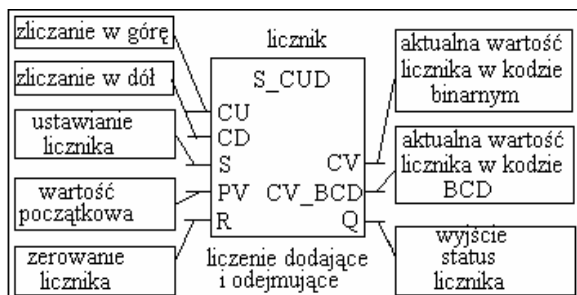 zliczanie w górę
zliczanie w dół
ustawianie
licznika
wartość
początkowa
zerowanie
licznika
licznik
S_CUD
CU
CD
S
PV
R
CV
CV_BCD
Q
liczenie dodające
i odejmujące
aktualna wartość
licznika w kodzie
binarnym
aktualna wartość
licznika w kodzie
BCD
wyjście
status
licznika